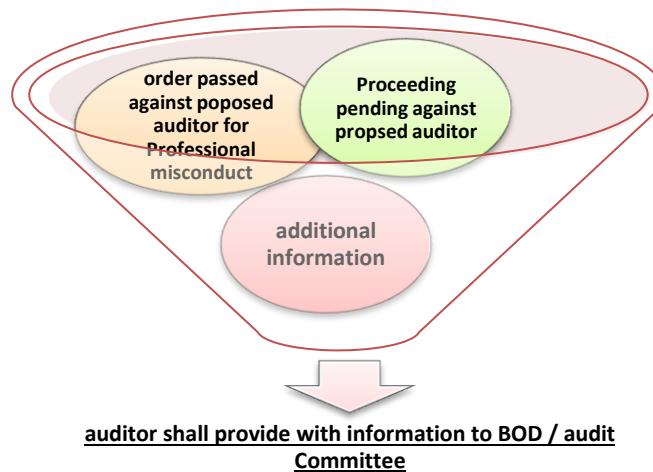 order passed
against poposed
auditor for
Professional
misconduct
Proceeding
pending against
propsed auditor
additional
information
auditor shall provide with information to BOD / audit
Committee